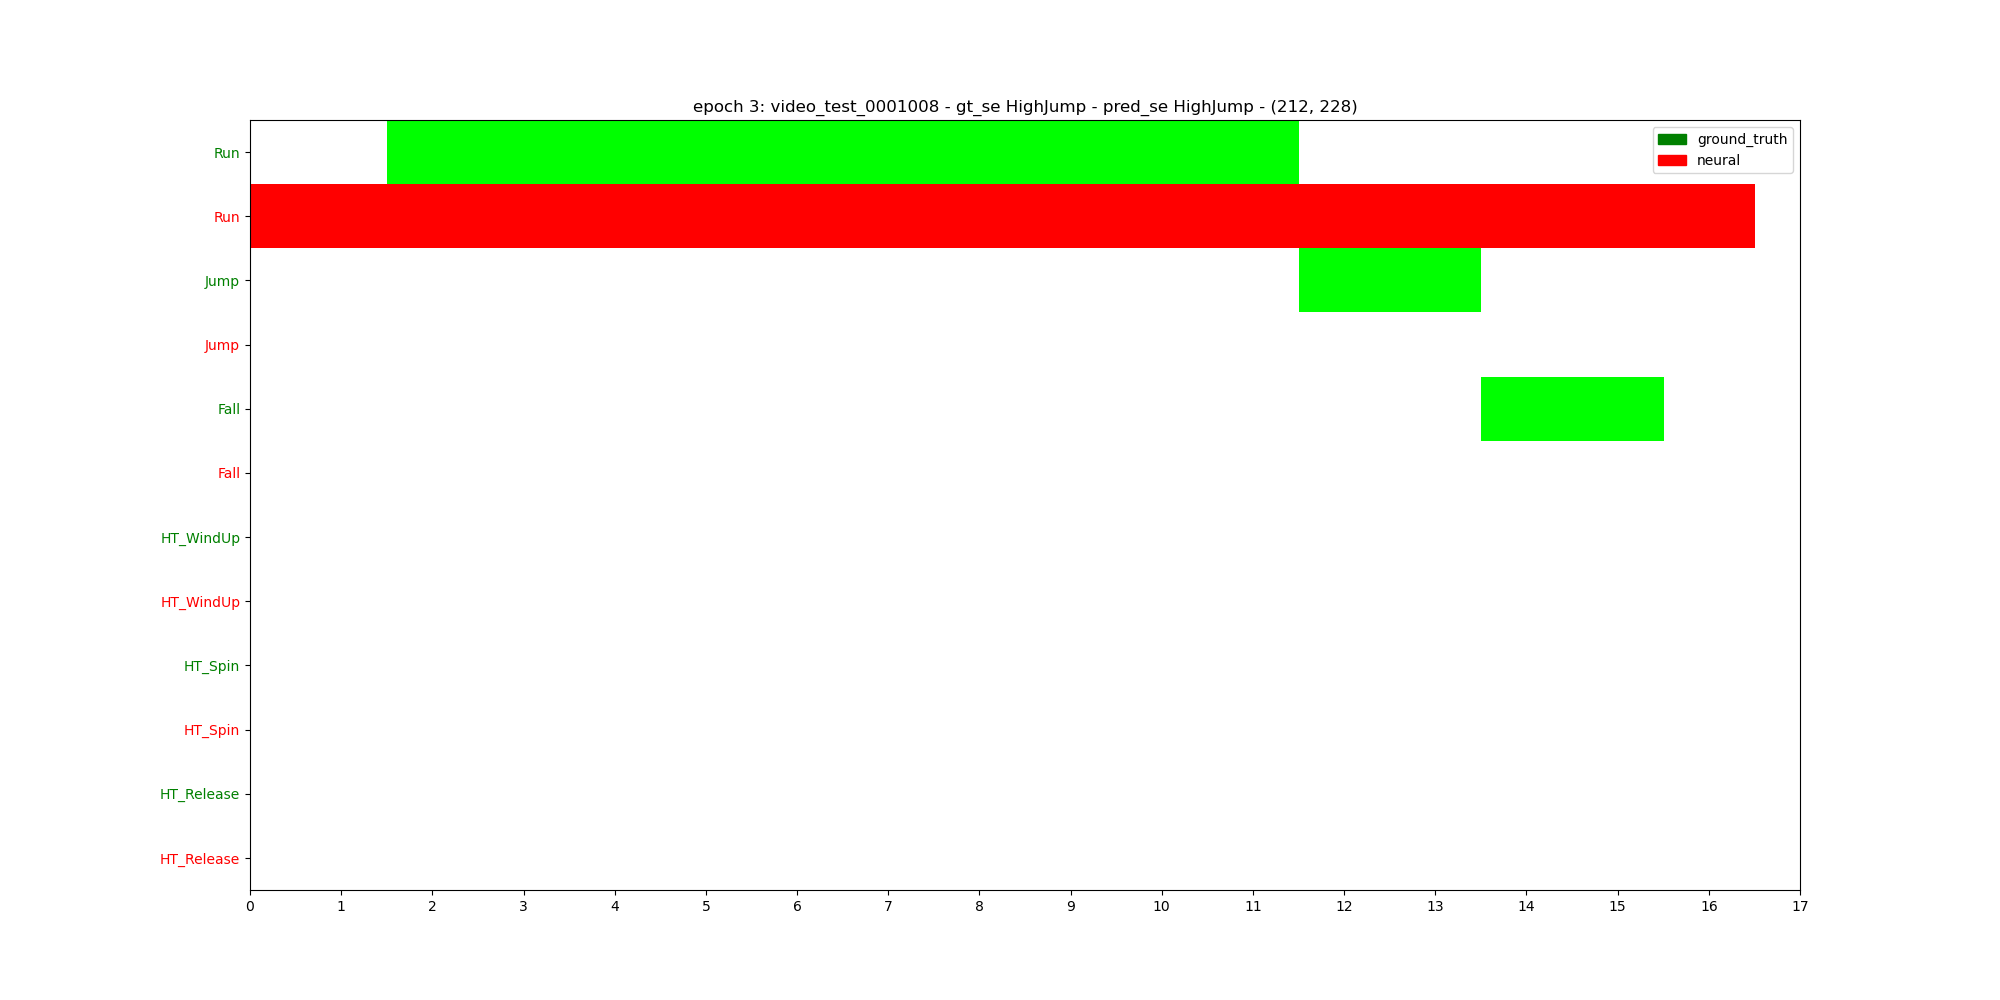 epoch 3: video_test_0001008 - gt_se HighJump - pred_se HighJump - (212, 228)
ground_truth
neural
Run
Run
Jump
Jump
Fall
Fall
HT_WindUp
HT_WindUp
HT_Spin
HT_Spin
HT_Release
HT_Release
0 1 2 3 4 5 6 7 8 9 10 11 12 13 14 15 16 17